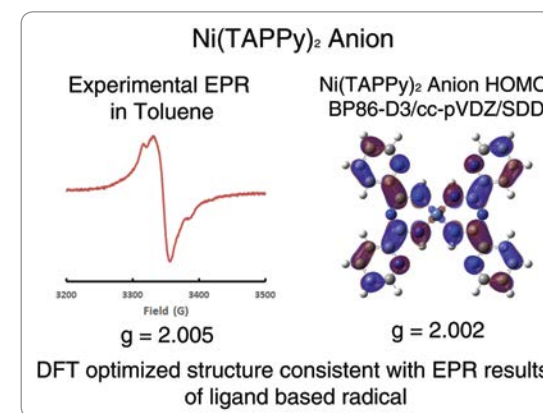 Ni(TAPPy)₂ Anion
Experimental EPR
in Toluene
3200
3300
3400
3500
Field (G)
g = 2.005
Ni(TAPPy)₂ Anion HOMO
BP86-D3/cc-pVDZ/SDD
g = 2.002
DFT optimized structure consistent with EPR results
of ligand based radical